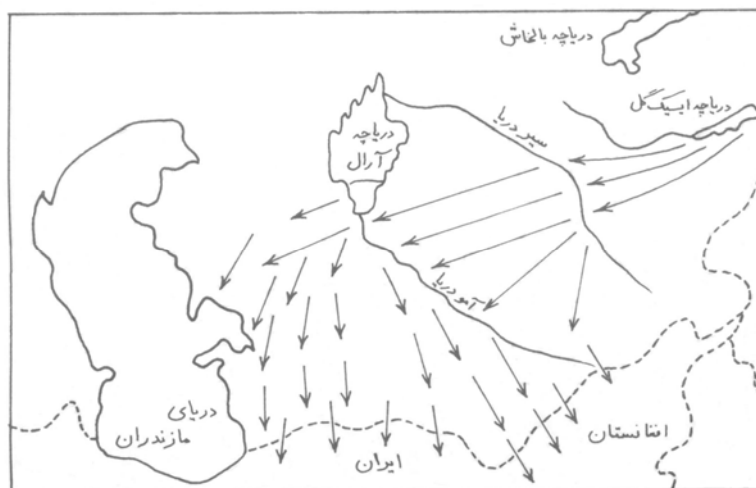 دریاچه بالخاش
دریاچه ایسیک گل
سیر دریا
دریاچه
آرال
آمو دریا
دریای
مازندران
ایران
افغانستان